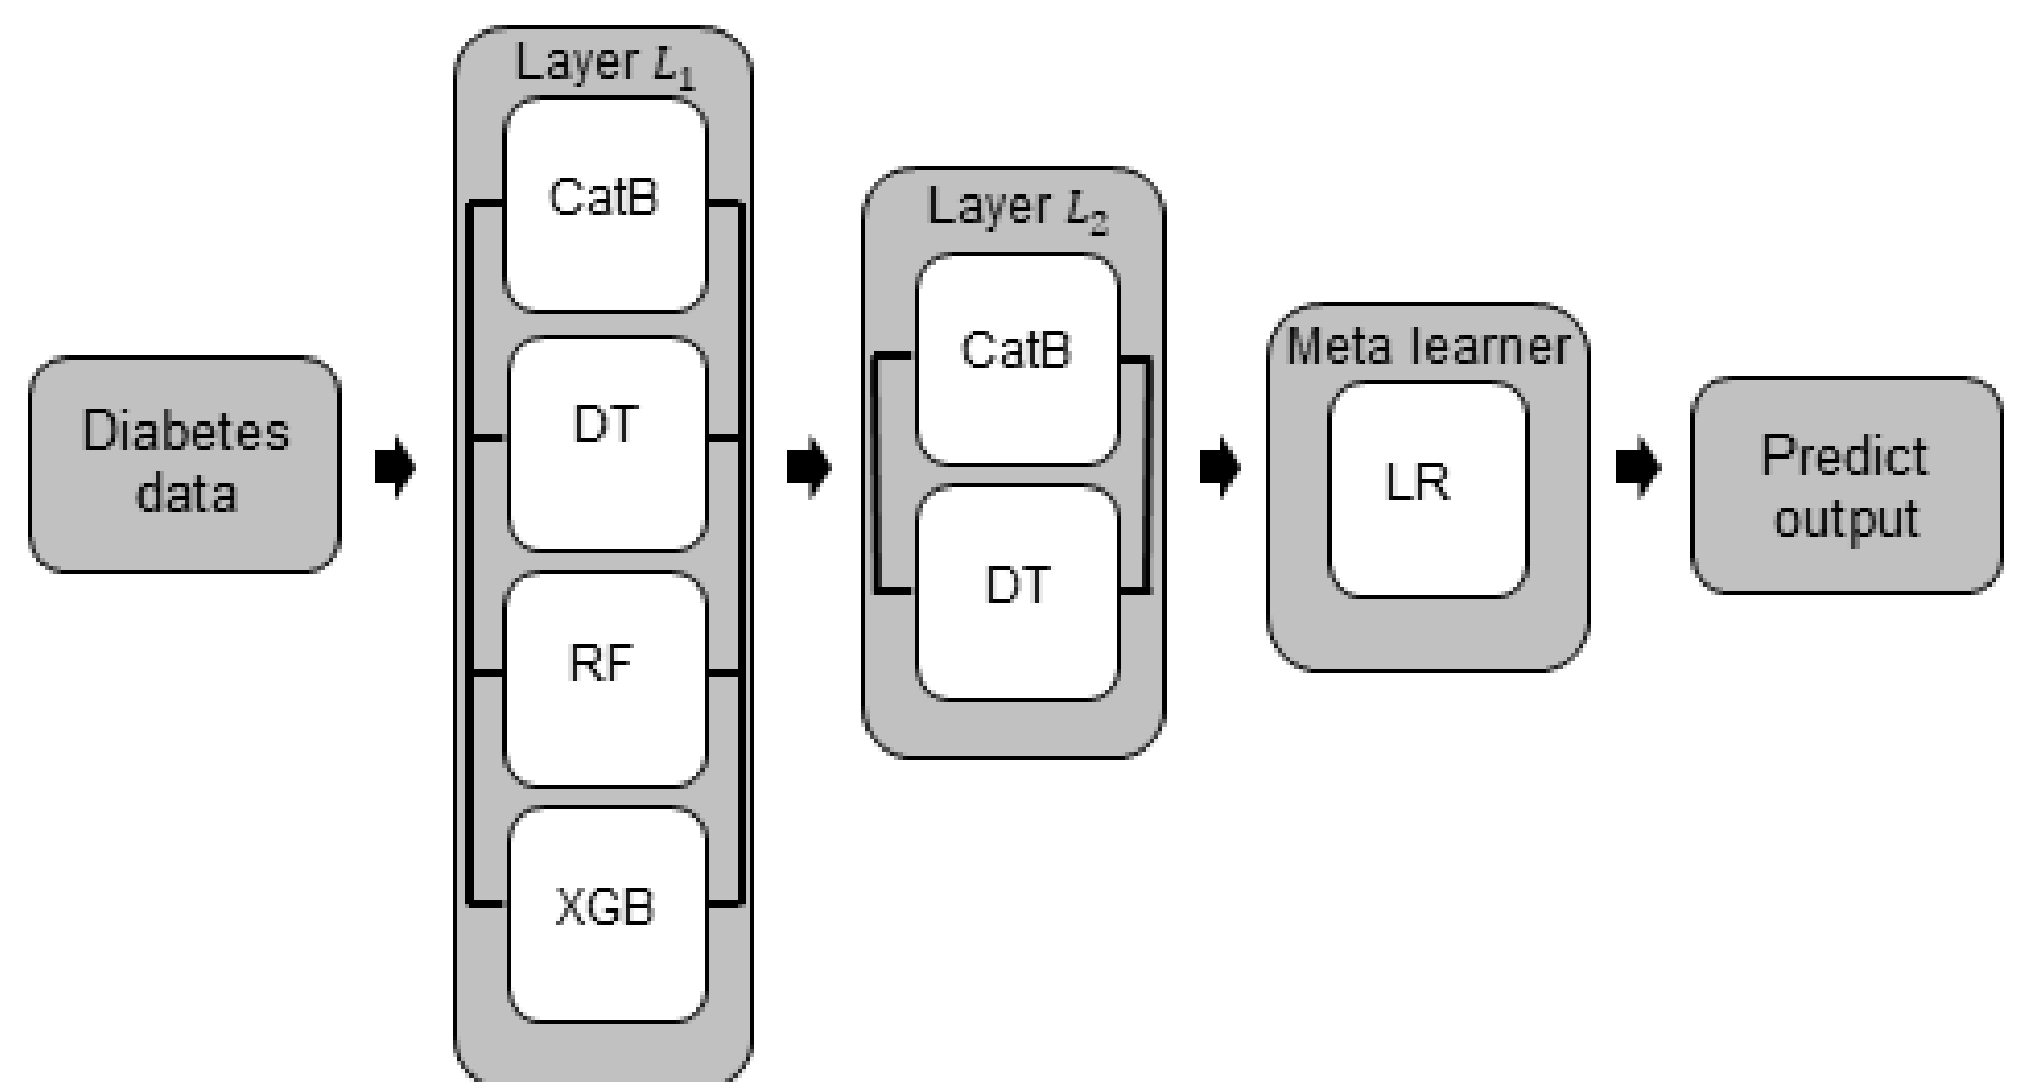 Diabetes
data
Layer L1
CatB
DT
RF
XGB
Layer L2
CatB
DT
Meta learner
LR
Predict
output